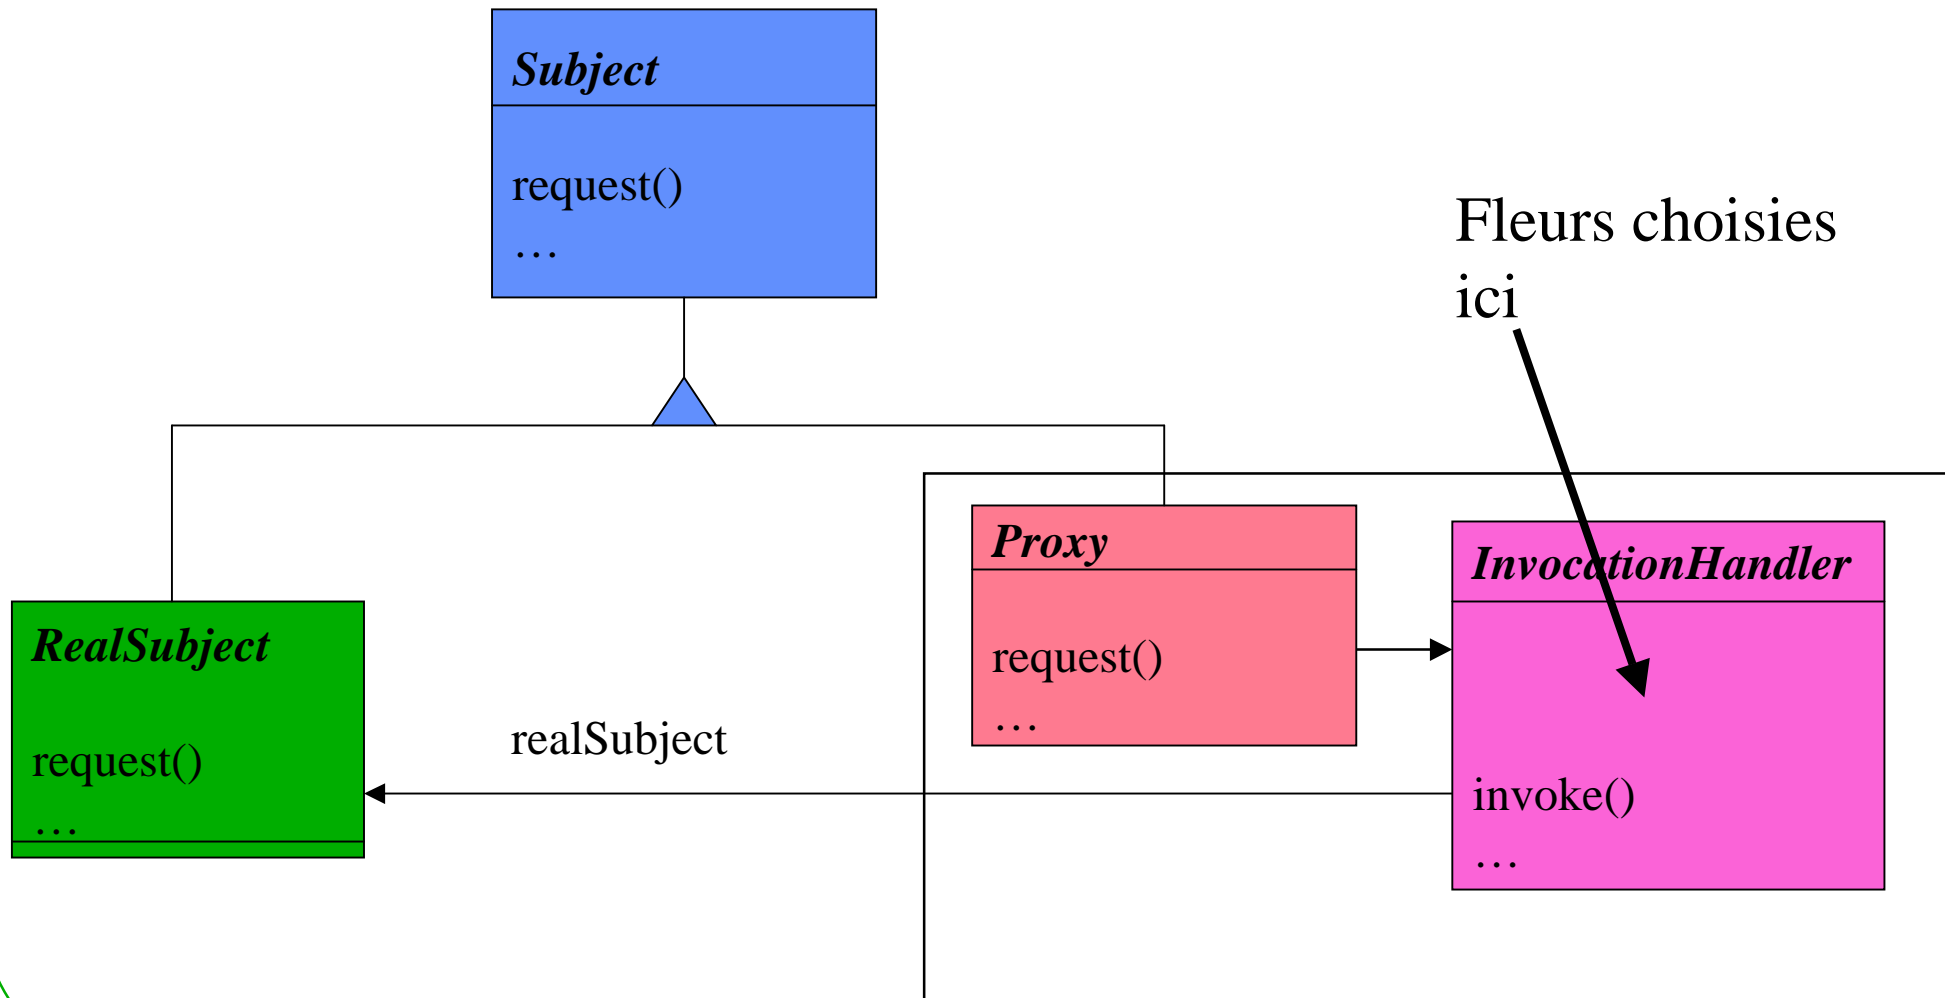 Subject
request()
…
Fleurs choisies
ici
Proxy
request()
…
InvocationHandler
invoke()
…
RealSubject
request()
…
realSubject